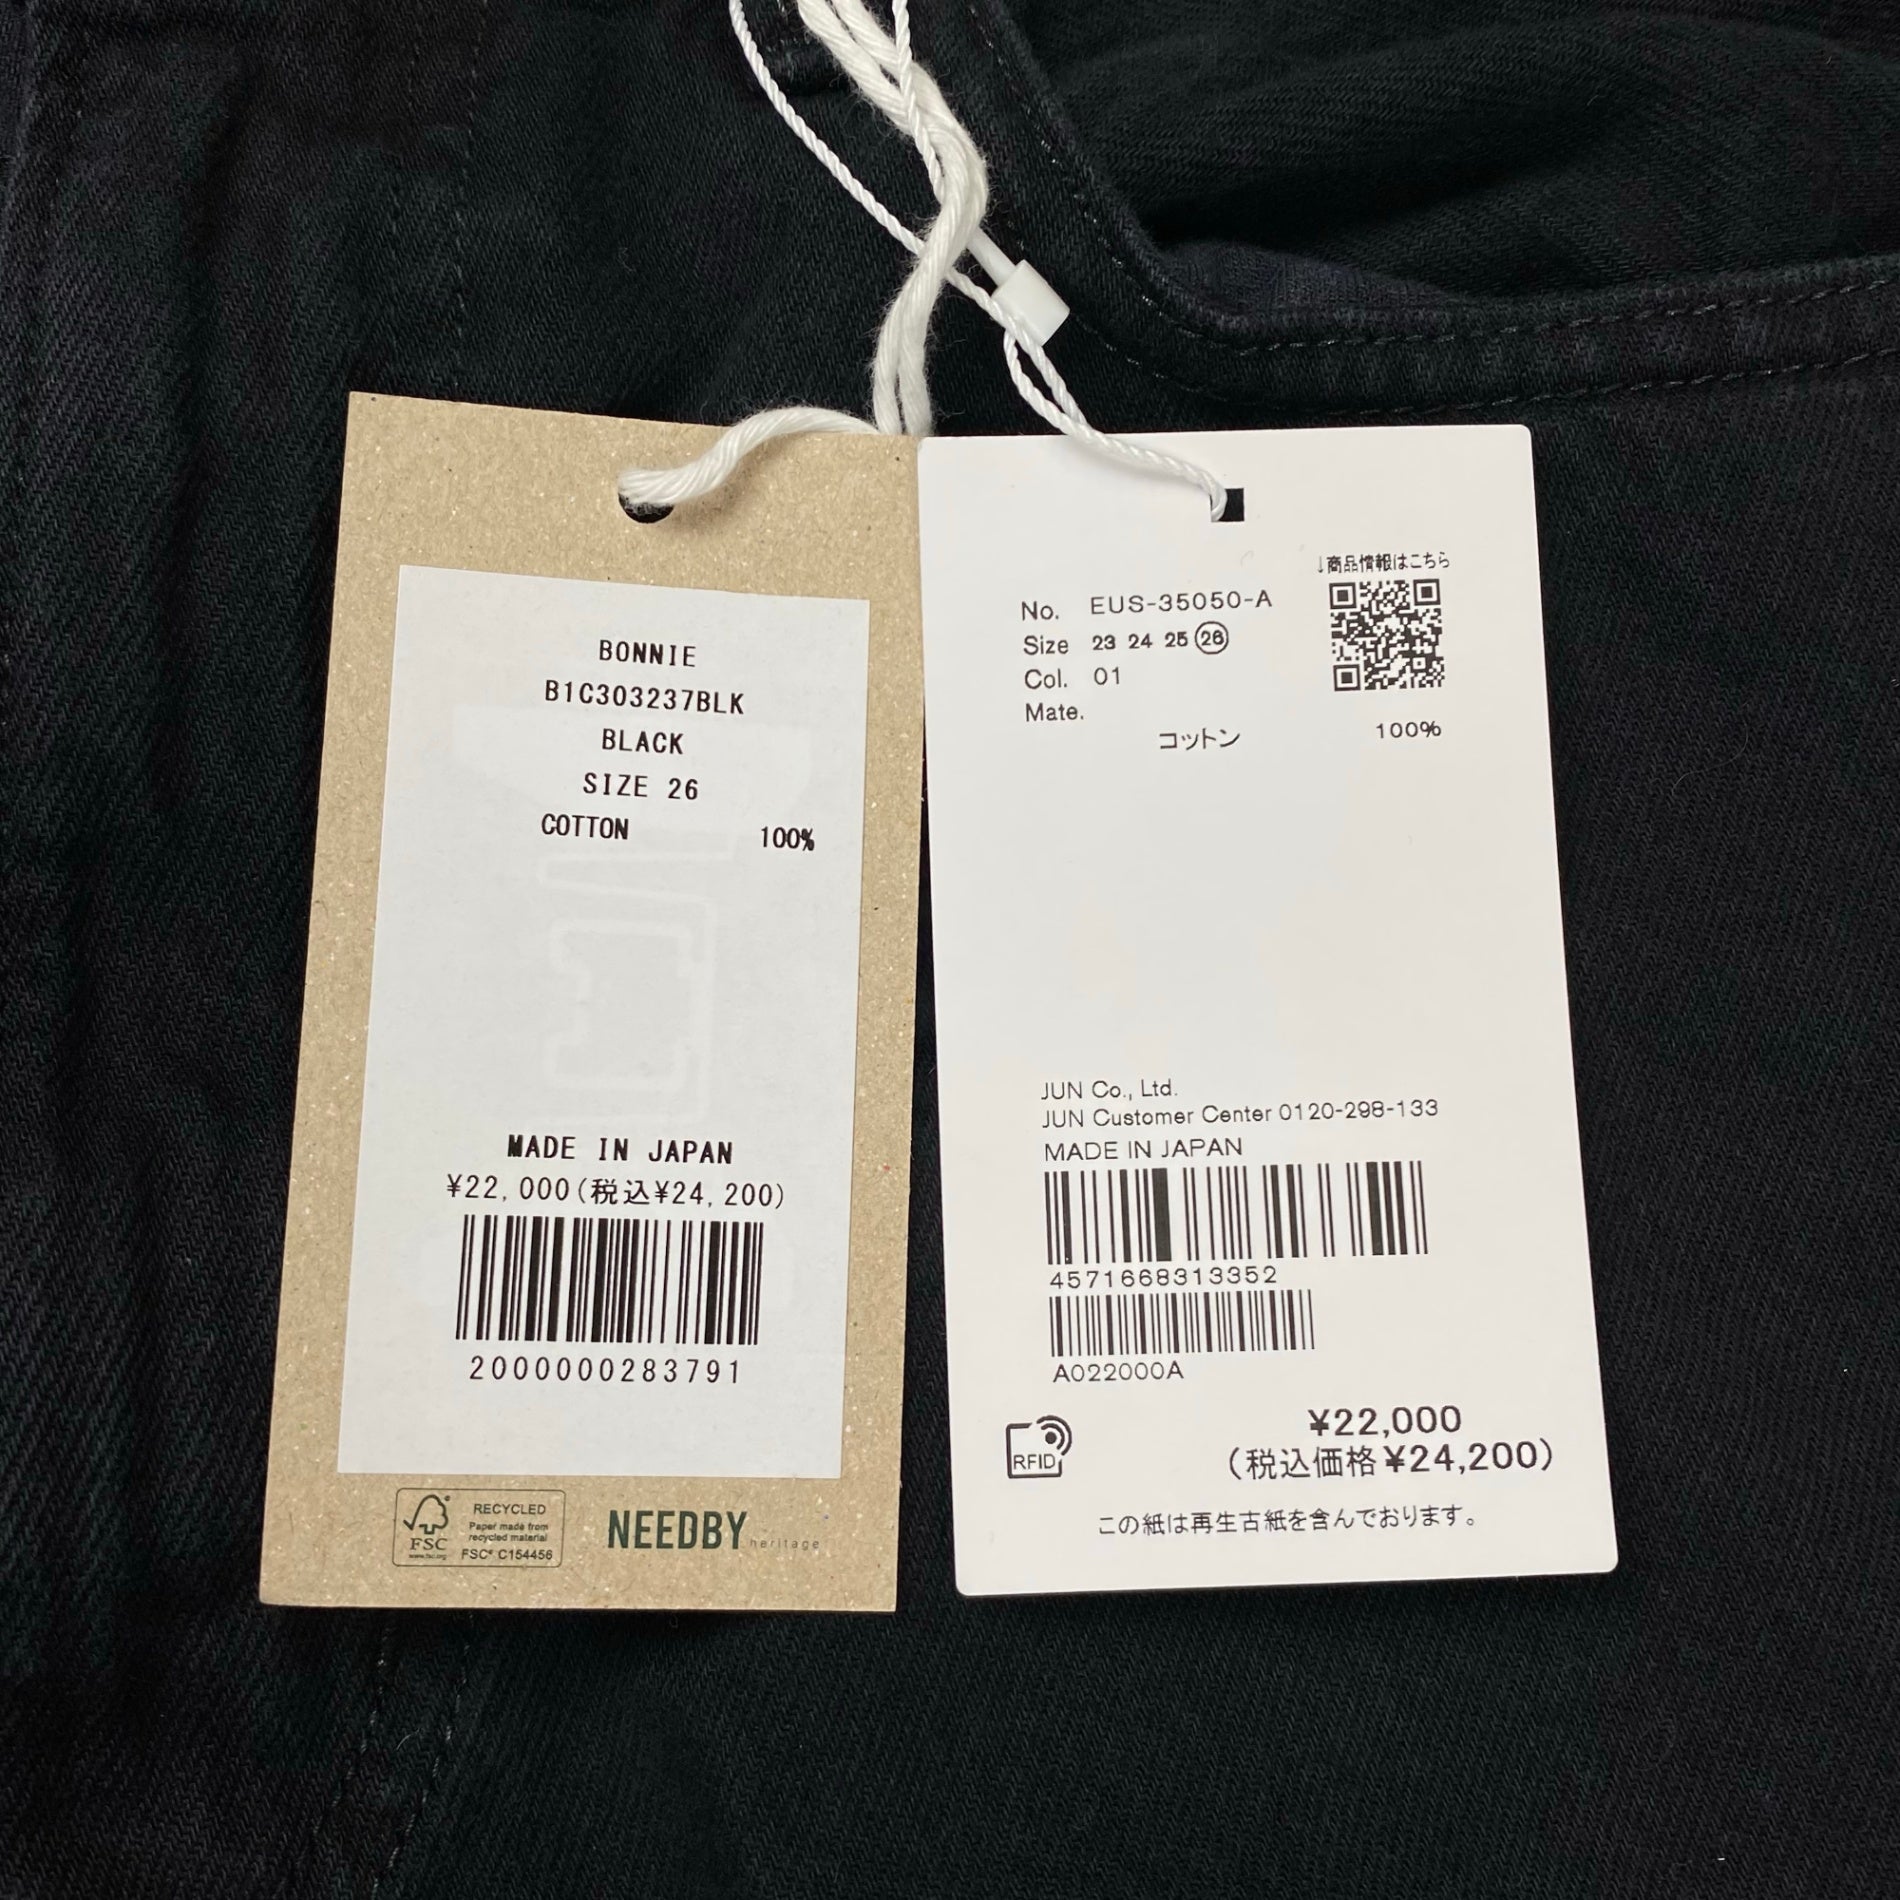 BONNIE
B1C303237BLK
BLACK
SIZE 26
COTTON 100%
MADE IN JAPAN
¥22,000(税込¥24,200)
2000000283791
FSC
www.fsc.org
RECYCLED
Paper made from
recycled material
FSC® C154456
NEEDBY heritage
↓商品情報はこちら
No. EUS-35050-A
Size 23 24 25 26
Col. 01
Mate.
コットン 100%
JUN Co., Ltd.
JUN Customer Center 0120-298-133
MADE IN JAPAN
4571668313352
A022000A
RFID
¥22,000
(税込価格¥24,200)
この紙は再生古紙を含んでおります。